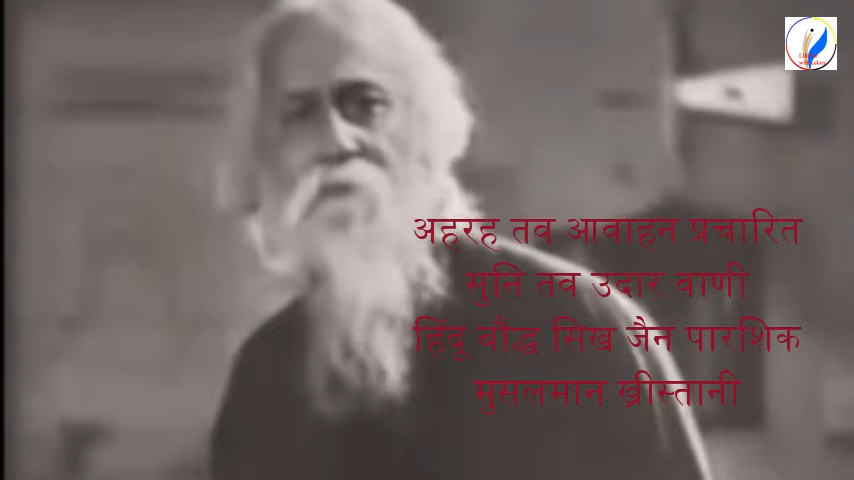 अहरह तव आवाहन प्रचारित
सुनि तव उदार वाणी
हिंदू बौद्ध सिख जैन पारशिक
मुसलमान ख्रीस्तानी